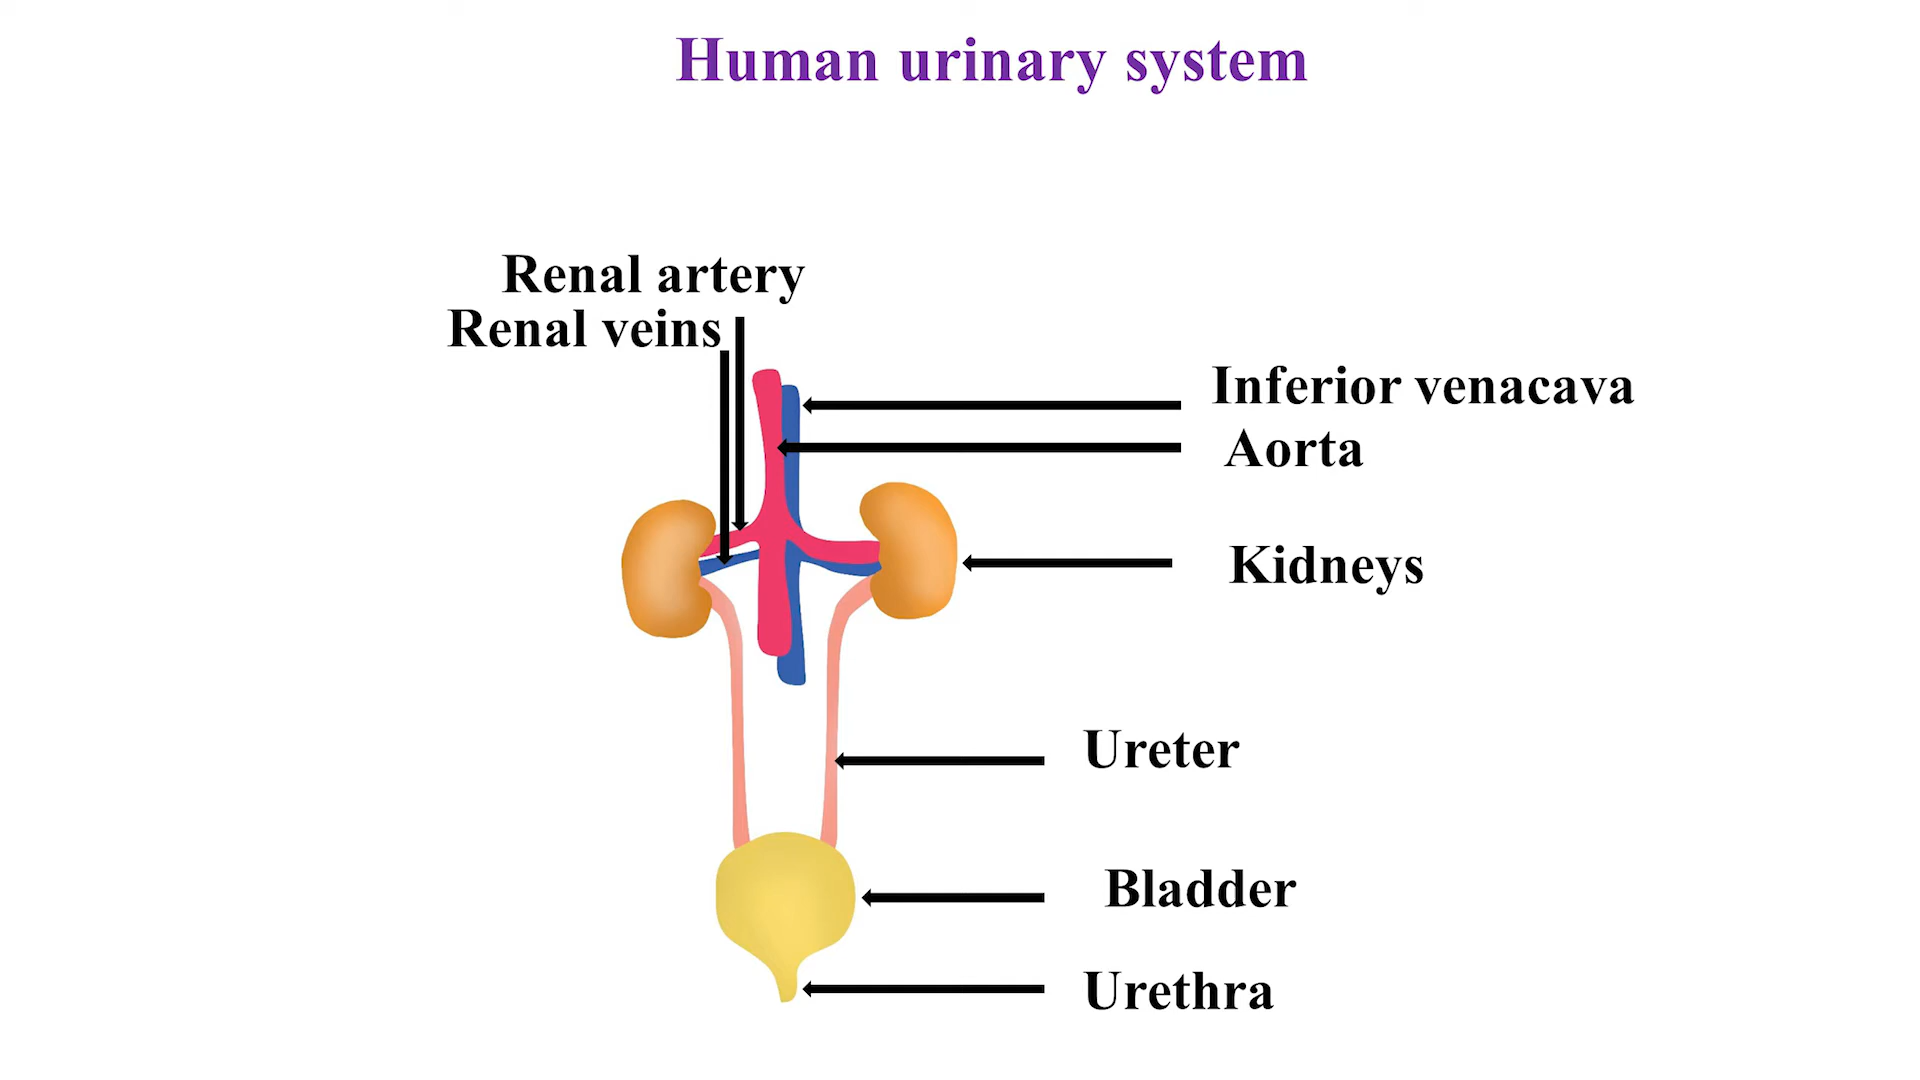 Human urinary system
Renal artery
Renal veins
Inferior venacava
Aorta
Kidneys
Ureter
Bladder
Urethra